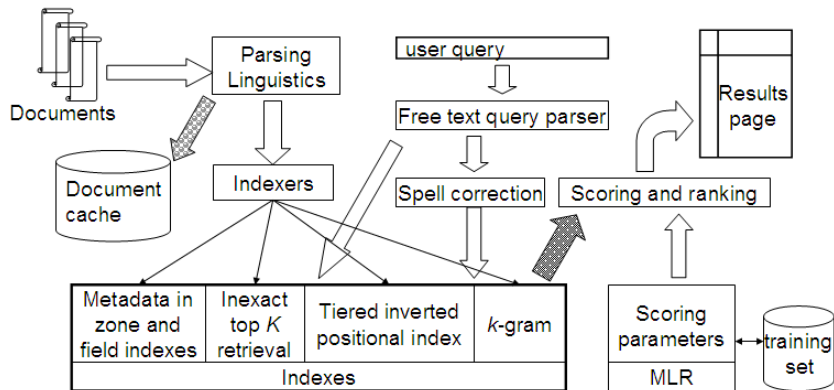 Documents
Parsing
Linguistics
user query
Results
page
Free text query parser
Document
cache
Indexers
Spell correction
Scoring and ranking
Metadata in
zone and
field indexes
Inexact
top K
retrieval
Tiered inverted
positional index
k-gram
Indexes
Scoring
parameters
MLR
training
set